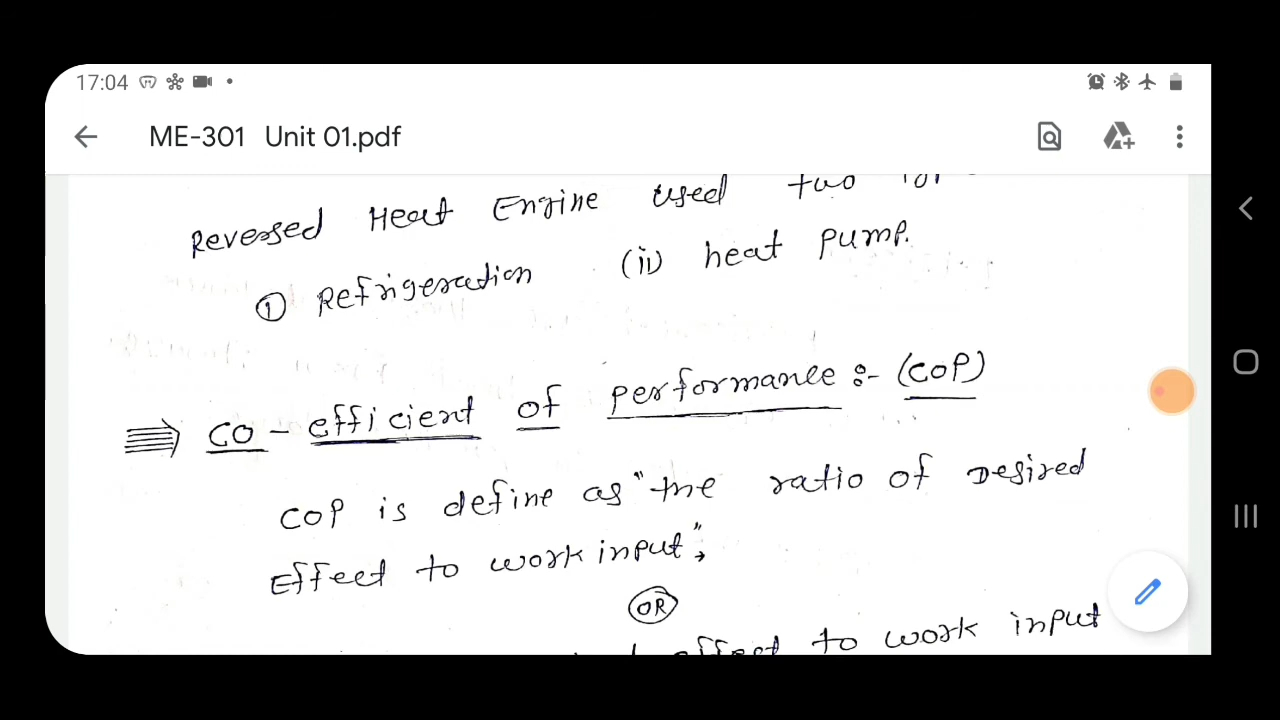 17:04
ME-301 Unit 01.pdf
Reversed Heat Engine used two
① Refrigeration (ii) heat pump.
⇒ CO-efficient of performance :- (COP)
COP is define as "the ratio of Desired
Effect to work input",
OR
effect to work input